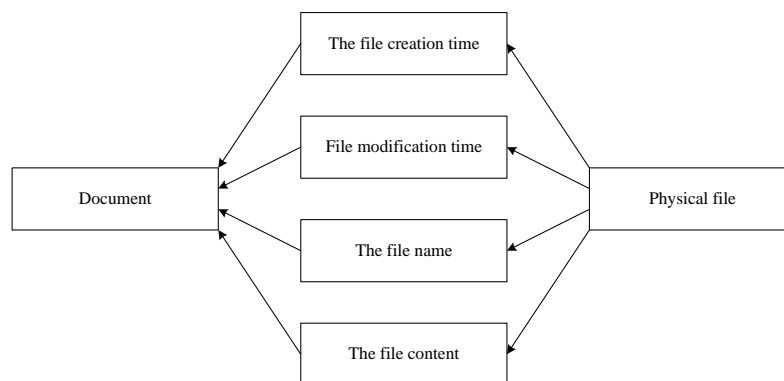 The file creation time
File modification time
Document
Physical file
The file name
The file content